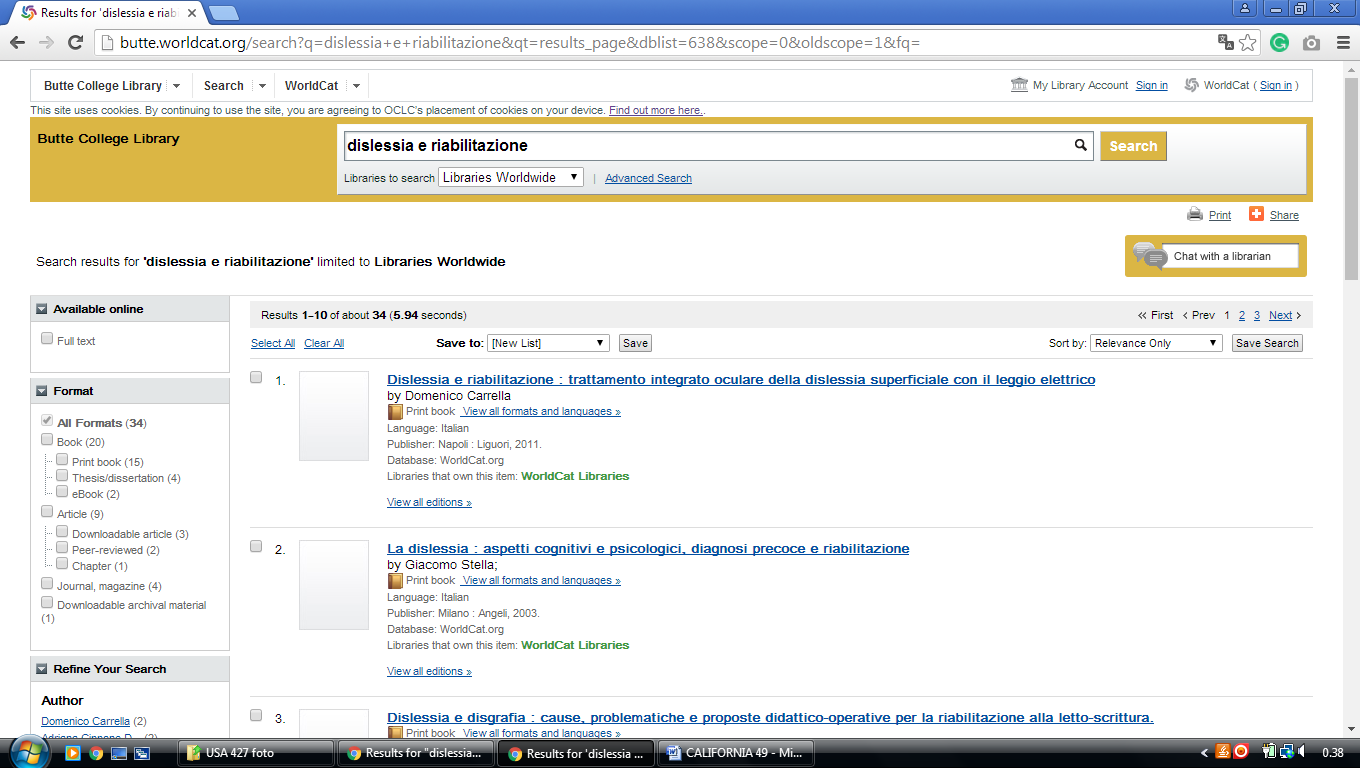 Results for 'dislessia e riab
butte.worldcat.org/search?q=dislessia+e+riabilitazione&qt=results_page&dblist=638&scope=0&oldscope=1&fq=
Butte College Library Search WorldCat My Library Account Sign in WorldCat ( Sign in )
This site uses cookies. By continuing to use the site, you are agreeing to OCLC's placement of cookies on your device. Find out more here..
Butte College Library
dislessia e riabilitazione Search
Libraries to search Libraries Worldwide | Advanced Search
Print Share
Chat with a librarian
Search results for 'dislessia e riabilitazione' limited to Libraries Worldwide
Available online
Full text
Format
All Formats (34)
Book (20)
Print book (15)
Thesis/dissertation (4)
eBook (2)
Article (9)
Downloadable article (3)
Peer-reviewed (2)
Chapter (1)
Journal, magazine (4)
Downloadable archival material
(1)
Refine Your Search
Author
Domenico Carrella (2)
Results 1–10 of about 34 (5.94 seconds) « First ‹ Prev 1 2 3 Next ›
Select All Clear All Save to: [New List] Save Sort by: Relevance Only Save Search
1. Dislessia e riabilitazione : trattamento integrato oculare della dislessia superficiale con il leggio elettrico
by Domenico Carrella
Print book View all formats and languages »
Language: Italian
Publisher: Napoli : Liguori, 2011.
Database: WorldCat.org
Libraries that own this item: WorldCat Libraries
View all editions »
2. La dislessia : aspetti cognitivi e psicologici, diagnosi precoce e riabilitazione
by Giacomo Stella;
Print book View all formats and languages »
Language: Italian
Publisher: Milano : Angeli, 2003.
Database: WorldCat.org
Libraries that own this item: WorldCat Libraries
View all editions »
3. Dislessia e disgrafia : cause, problematiche e proposte didattico-operative per la riabilitazione alla letto-scrittura.
Print book View all formats and languages »
USA 427 foto Results for "dislessia... Results for 'dislessia ... CALIFORNIA 49 - Mi... 0.38